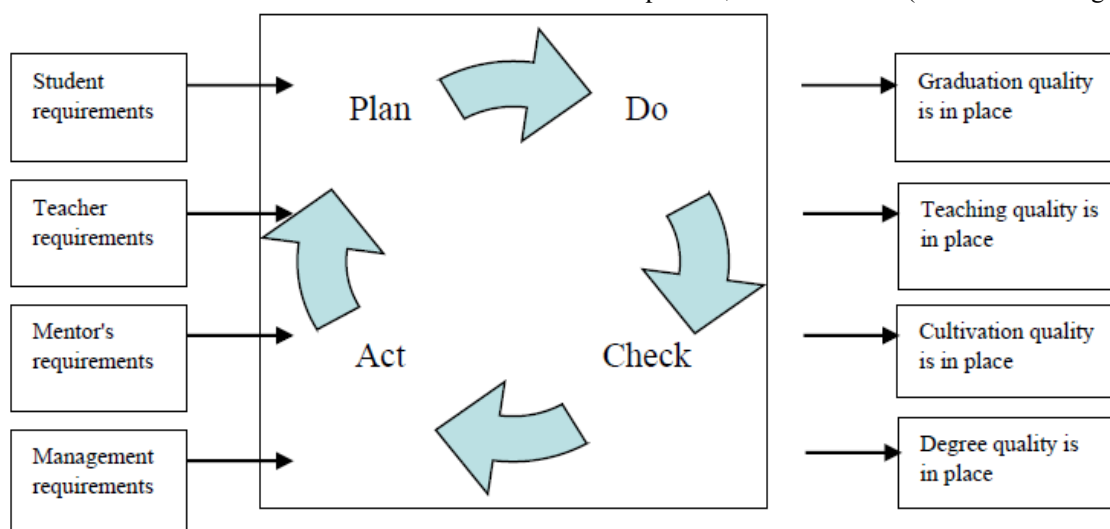 Student
requirements
Plan
Do
Graduation quality
is in place
Teacher
requirements
Teaching quality is
in place
Mentor's
requirements
Act
Check
Cultivation quality
is in place
Management
requirements
Degree quality is
in place